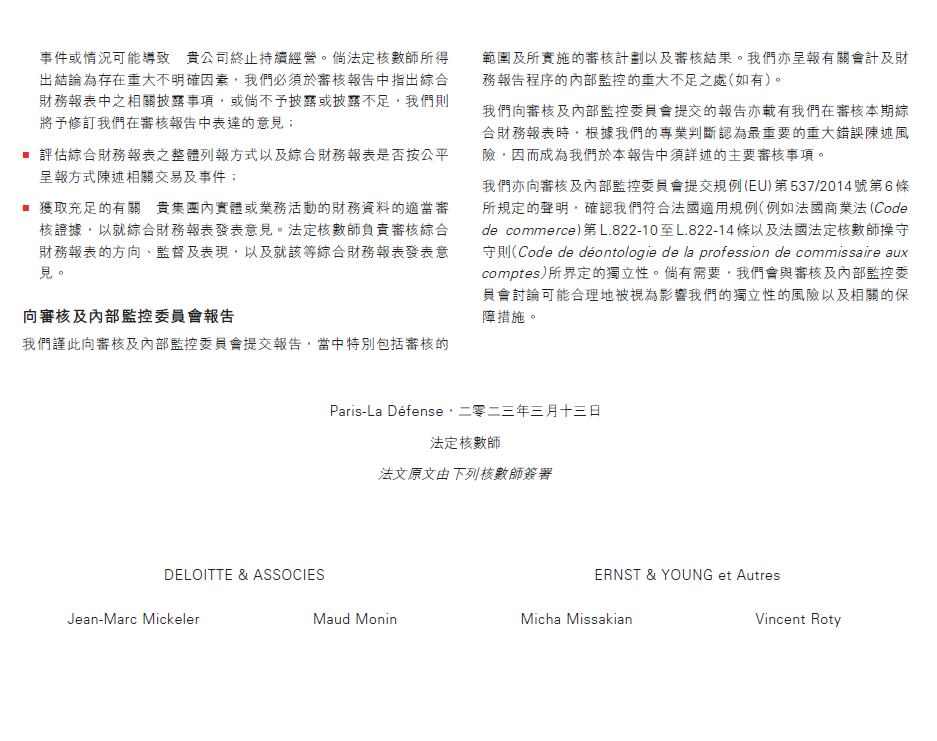 事件或情況可能導致　貴公司終止持續經營。倘法定核數師所得
出結論為存在重大不明確因素，我們必須於審核報告中指出綜合
財務報表中之相關披露事項，或倘不予披露或披露不足，我們則
將予修訂我們在審核報告中表達的意見；
■ 評估綜合財務報表之整體列報方式以及綜合財務報表是否按公平
呈報方式陳述相關交易及事件；
■ 獲取充足的有關　貴集團內實體或業務活動的財務資料的適當審
核證據，以就綜合財務報表發表意見。法定核數師負責審核綜合
財務報表的方向、監督及表現，以及就該等綜合財務報表發表意
見。
向審核及內部監控委員會報告
我們謹此向審核及內部監控委員會提交報告，當中特別包括審核的
範圍及所實施的審核計劃以及審核結果。我們亦呈報有關會計及財
務報告程序的內部監控的重大不足之處（如有）。
我們向審核及內部監控委員會提交的報告亦載有我們在審核本期綜
合財務報表時，根據我們的專業判斷認為最重要的重大錯誤陳述風
險，因而成為我們於本報告中須詳述的主要審核事項。
我們亦向審核及內部監控委員會提交規例(EU)第537/2014號第6條
所規定的聲明，確認我們符合法國適用規例（例如法國商業法(Code
de commerce)第L.822-10至L.822-14條以及法國法定核數師操守
守則（Code de déontologie de la profession de commissaire aux
comptes）所界定的獨立性。倘有需要，我們會與審核及內部監控委
員會討論可能合理地被視為影響我們的獨立性的風險以及相關的保
障措施。
Paris-La Défense，二零二三年三月十三日
法定核數師
法文原文由下列核數師簽署
DELOITTE & ASSOCIES
ERNST & YOUNG et Autres
Jean-Marc Mickeler
Maud Monin
Micha Missakian
Vincent Roty